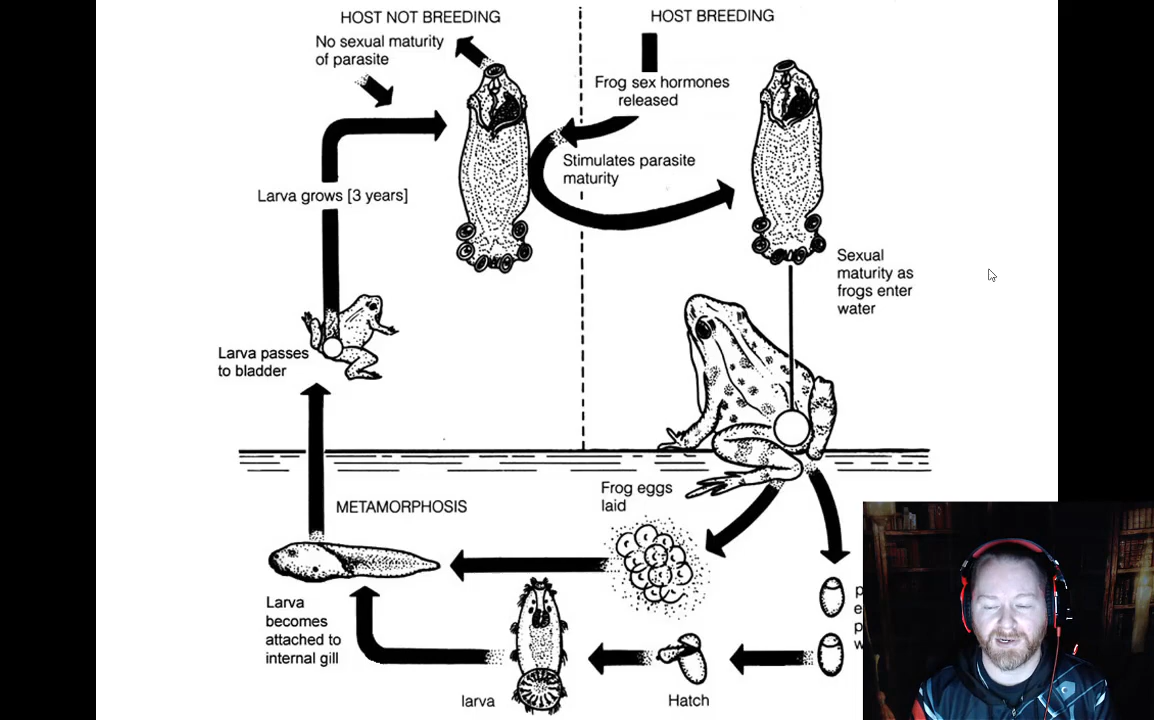 HOST NOT BREEDING
HOST BREEDING
No sexual maturity
of parasite
Frog sex hormones
released
Stimulates parasite
maturity
Larva grows [3 years]
Sexual
maturity as
frogs enter
water
Larva passes
to bladder
Frog eggs
laid
METAMORPHOSIS
Larva
becomes
attached to
internal gill
larva
Hatch